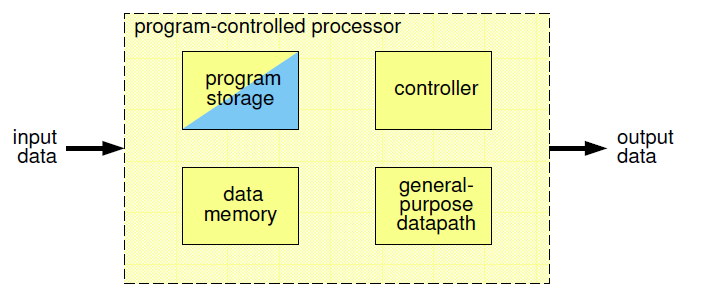 program-controlled processor
program
storage
controller
input
data
output
data
data
memory
general-
purpose
datapath